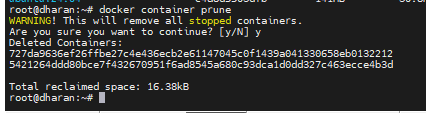 root@dharan:~# docker container prune
WARNING! This will remove all stopped containers.
Are you sure you want to continue? [y/N] y
Deleted Containers:
727da9636ef26ffbe27c4e436ecb2e61147045c0f1439a041330658eb0132212
5421264ddd80bce7f432670951f6ad8545a680c93dca1d0dd327c463ecce4b3d
Total reclaimed space: 16.38kB
root@dharan:~#